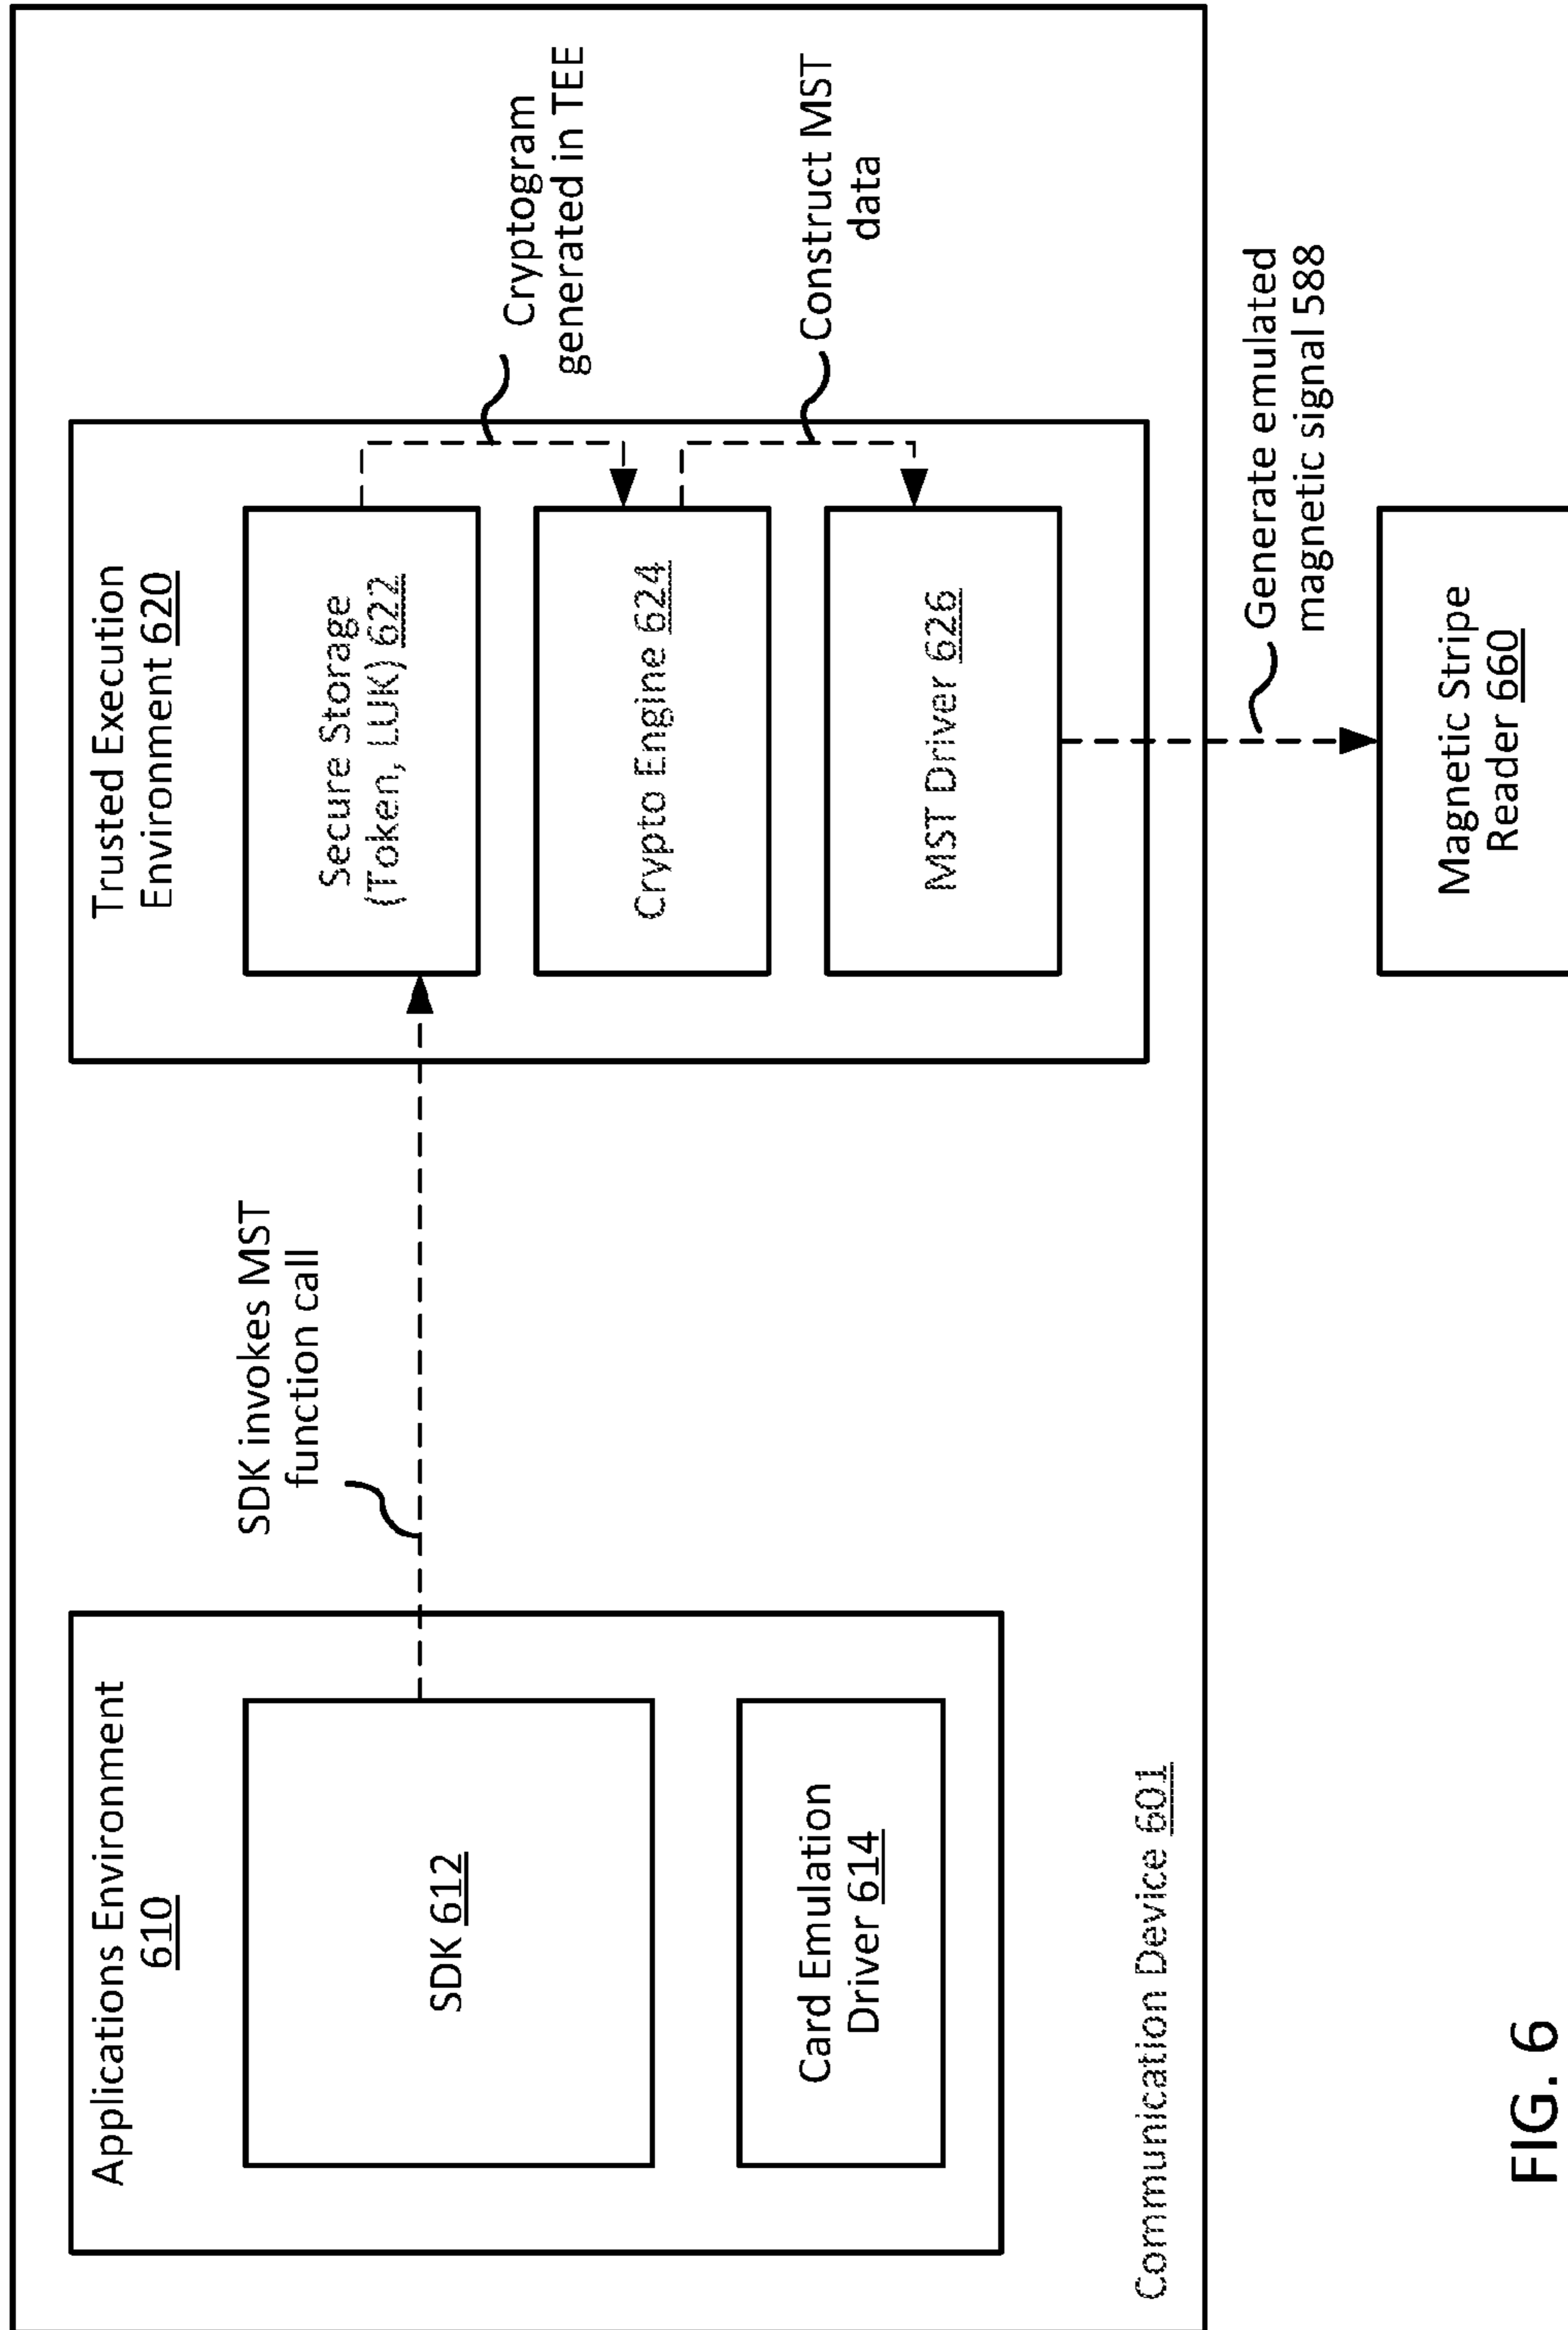 Applications Environment
610
SDK 612
Card Emulation
Driver 614
SDK invokes MST
function call
Trusted Execution
Environment 620
Secure Storage
(Token, LUK) 622
Crypto Engine 624
MST Driver 626
Cryptogram
generated in TEE
Construct MST
data
Communication Device 601
Generate emulated
magnetic signal 588
Magnetic Stripe
Reader 660
FIG. 6